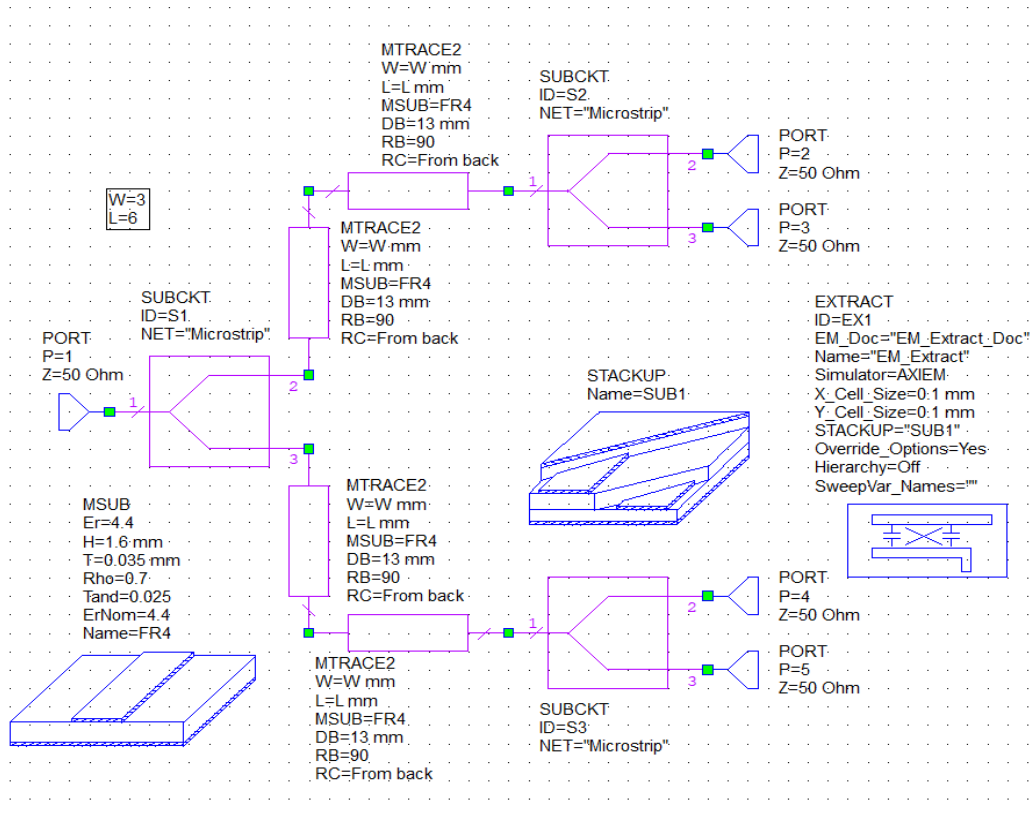 MTRACE2
W=W mm
L=L mm
MSUB=FR4
DB=13 mm
RB=90
RC=From back
SUBCKT
ID=S2
NET="Microstrip"
1
2
3
PORT
P=2
Z=50 Ohm
PORT
P=3
Z=50 Ohm
W=3
L=6
MTRACE2
W=W mm
L=L mm
MSUB=FR4
DB=13 mm
RB=90
RC=From back
SUBCKT
ID=S1
NET="Microstrip"
PORT
P=1
Z=50 Ohm
1
2
3
STACKUP
Name=SUB1
EXTRACT
ID=EX1
EM_Doc="EM_Extract_Doc"
Name="EM_Extract"
Simulator=AXIEM
X_Cell_Size=0.1 mm
Y_Cell_Size=0.1 mm
STACKUP="SUB1"
Override_Options=Yes
Hierarchy=Off
SweepVar_Names=""
MSUB
Er=4.4
H=1.6 mm
T=0.035 mm
Rho=0.7
Tand=0.025
ErNom=4.4
Name=FR4
MTRACE2
W=W mm
L=L mm
MSUB=FR4
DB=13 mm
RB=90
RC=From back
MTRACE2
W=W mm
L=L mm
MSUB=FR4
DB=13 mm
RB=90
RC=From back
1
2
3
SUBCKT
ID=S3
NET="Microstrip"
PORT
P=4
Z=50 Ohm
PORT
P=5
Z=50 Ohm